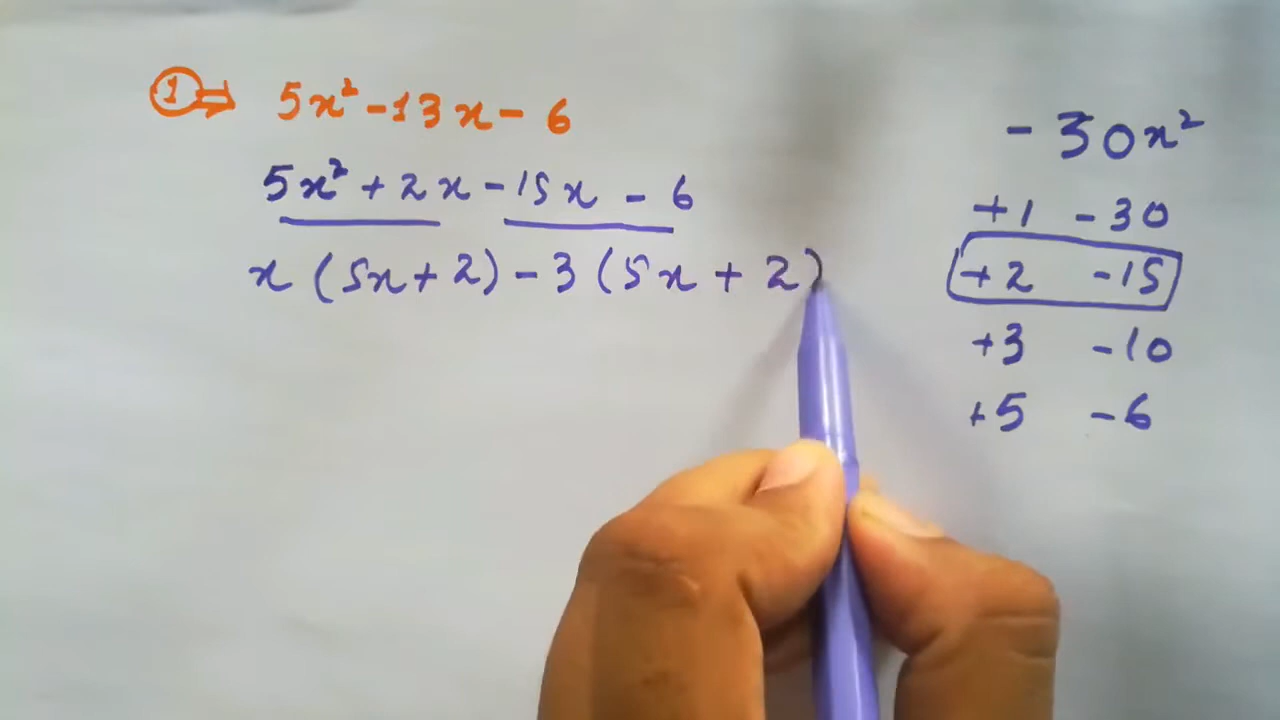 1 ⇒ 5x² - 13x - 6
5x² + 2x - 15x - 6
x (5x + 2) - 3 (5x + 2)
- 30x²
+1 -30
+2 -15
+3 -10
+5 -6